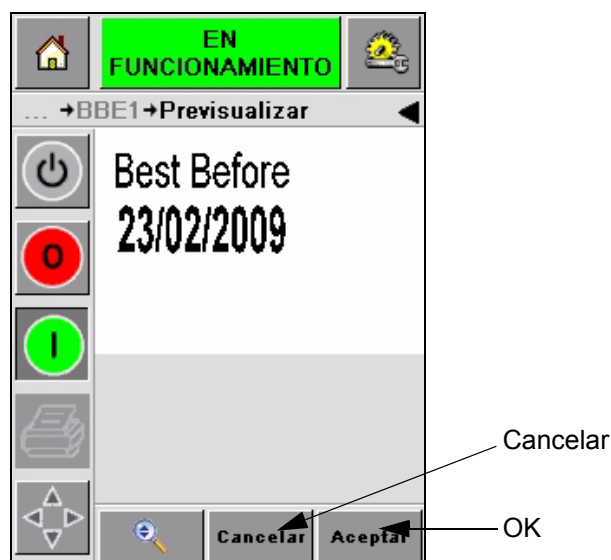 EN
FUNCIONAMIENTO
... →BBE1→Previsualizar
Best Before
23/02/2009
O
I
Cancelar
Cancelar Aceptar
OK